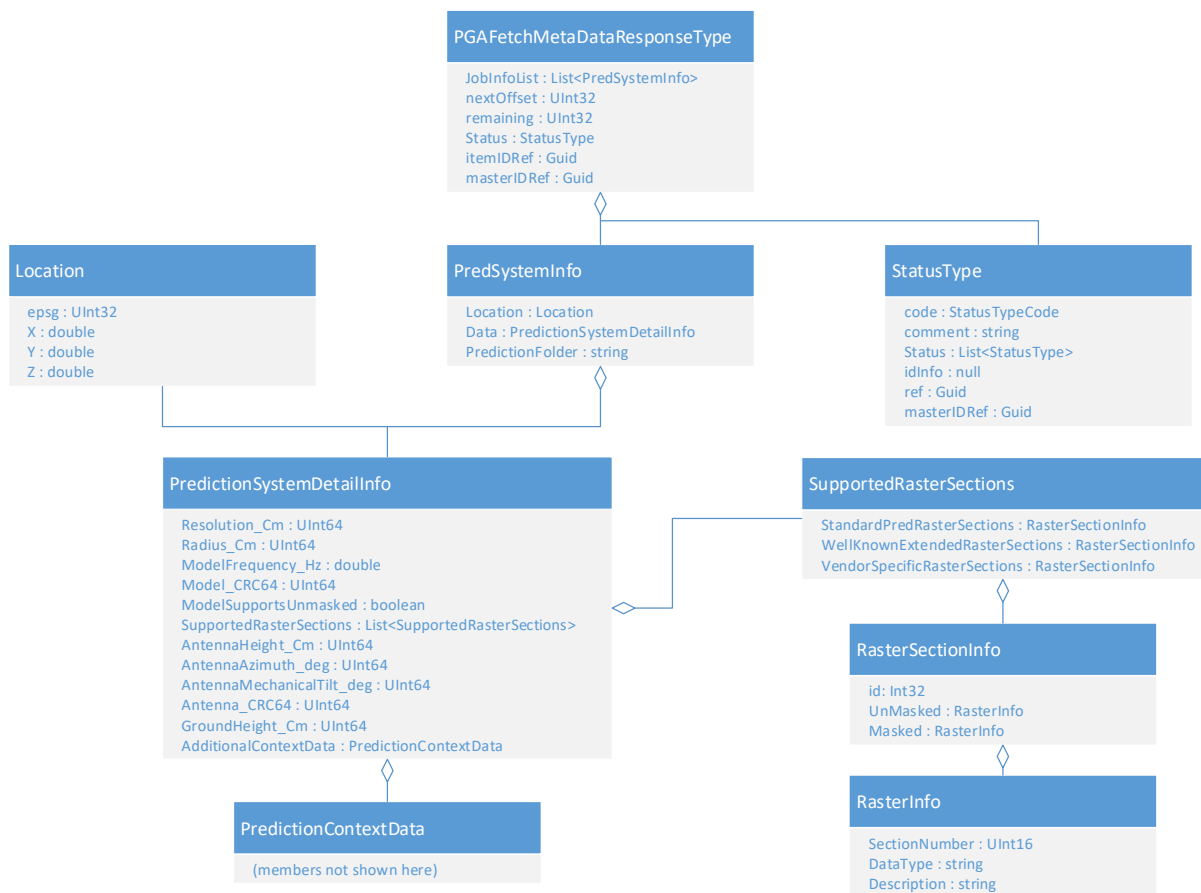 PGAFetchMetaDataResponseType
JobInfoList : List<PredSystemInfo>
nextOffset : UInt32
remaining : UInt32
Status : StatusType
itemIDRef : Guid
masterIDRef : Guid
Location
epsg : UInt32
X : double
Y : double
Z : double
PredSystemInfo
Location : Location
Data : PredictionSystemDetailInfo
PredictionFolder : string
StatusType
code : StatusTypeCode
comment : string
Status : List<StatusType>
idInfo : null
ref : Guid
masterIDRef : Guid
PredictionSystemDetailInfo
Resolution_Cm : UInt64
Radius_Cm : UInt64
ModelFrequency_Hz : double
Model_CRC64 : UInt64
ModelSupportsUnmasked : boolean
SupportedRasterSections : List<SupportedRasterSections>
AntennaHeight_Cm : UInt64
AntennaAzimuth_deg : UInt64
AntennaMechanicalTilt_deg : UInt64
Antenna_CRC64 : UInt64
GroundHeight_Cm : UInt64
AdditionalContextData : PredictionContextData
SupportedRasterSections
StandardPredRasterSections : RasterSectionInfo
WellKnownExtendedRasterSections : RasterSectionInfo
VendorSpecificRasterSections : RasterSectionInfo
RasterSectionInfo
id: Int32
UnMasked : RasterInfo
Masked : RasterInfo
PredictionContextData
(members not shown here)
RasterInfo
SectionNumber : UInt16
DataType : string
Description : string